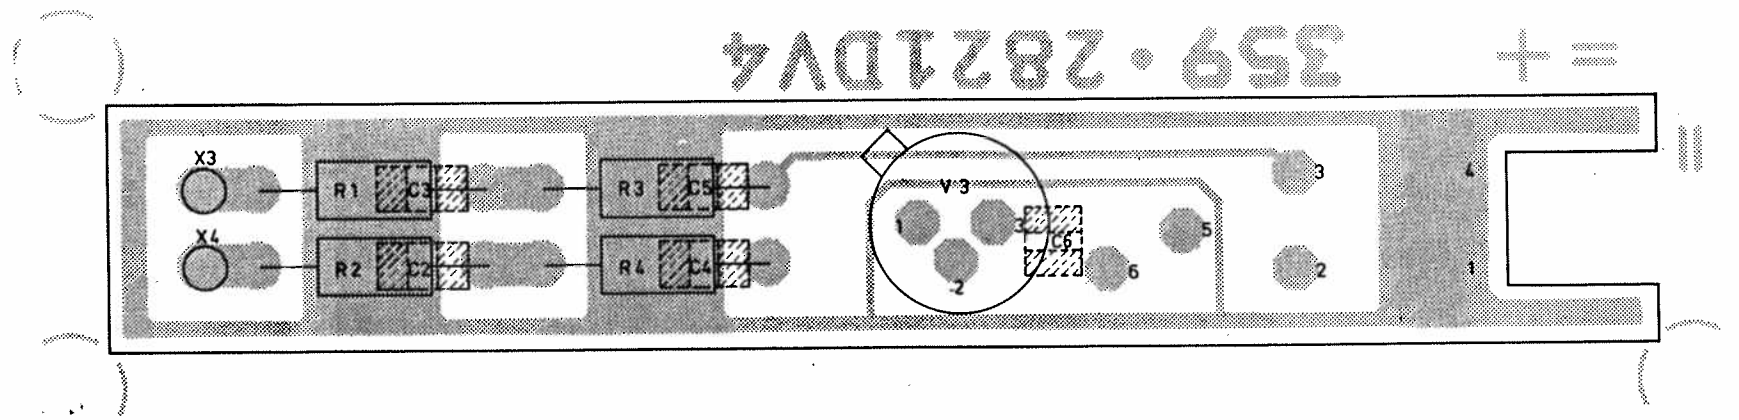 359·2821DV4 + =
X3 R1 C3 R3 C5 V3 3 4
X4 R2 C2 R4 C4 1 2 3 C6 6 5 2 1
=